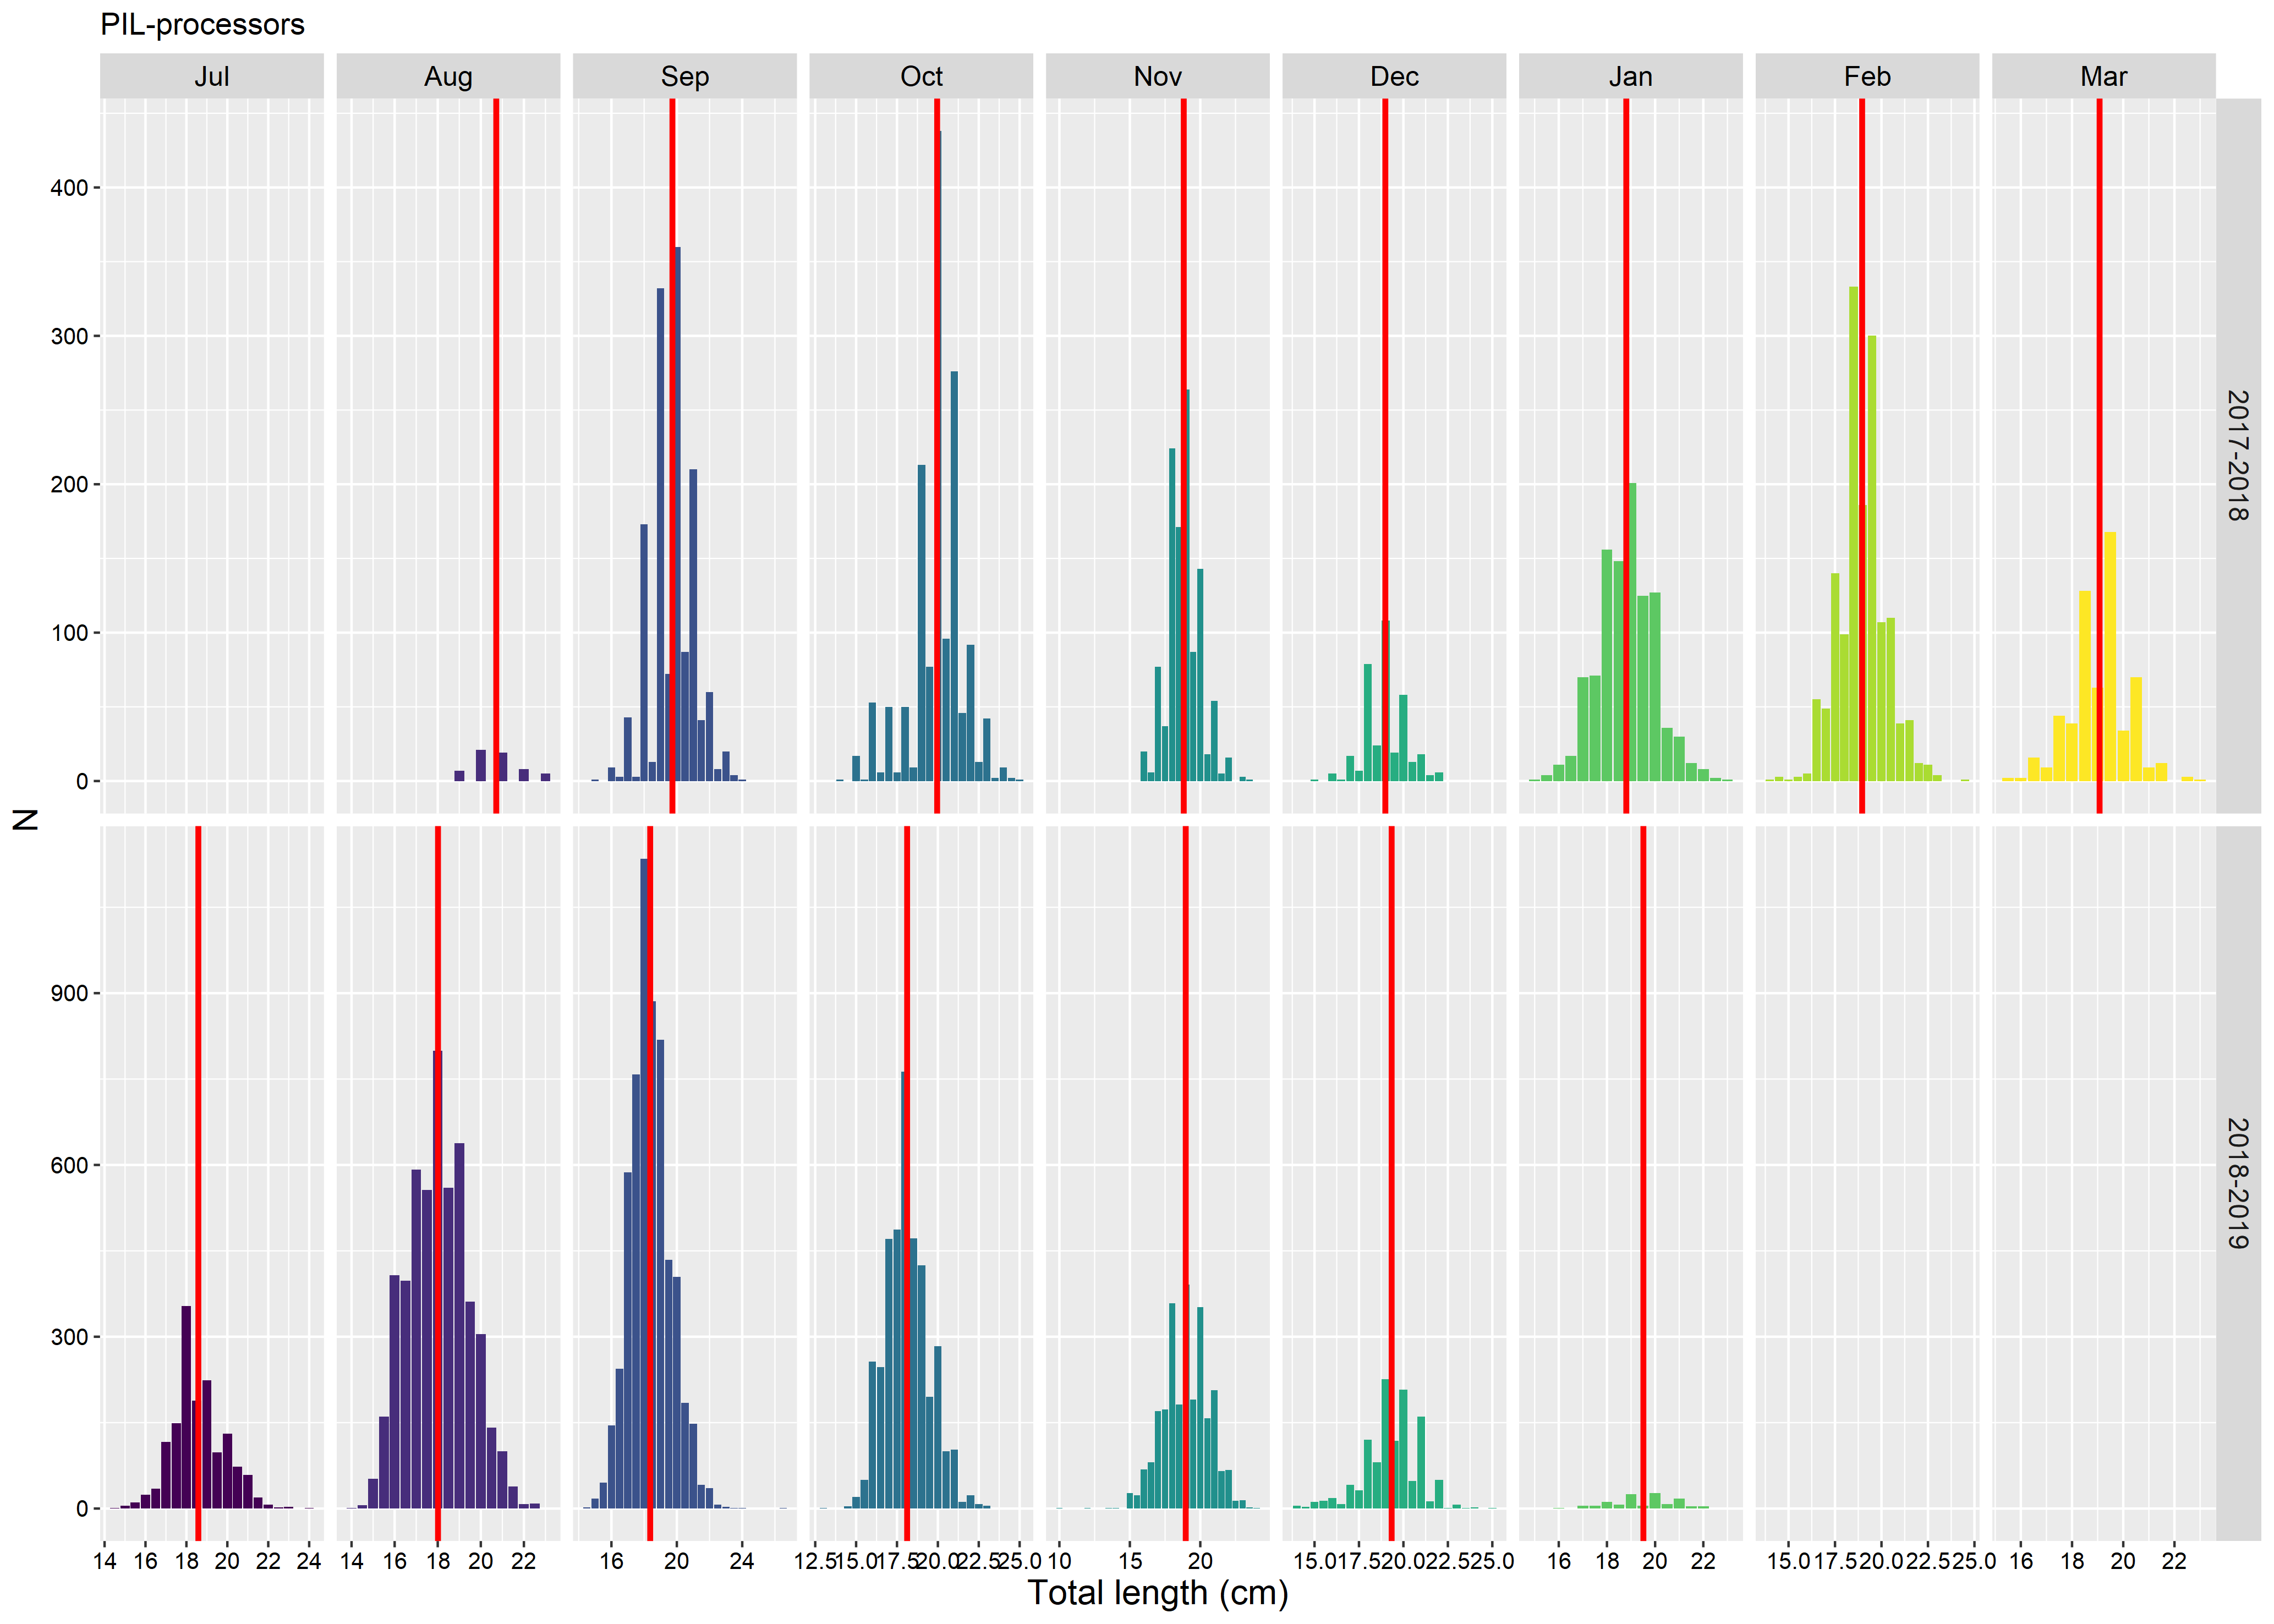 PIL-processors
Jul Aug Sep Oct Nov Dec Jan Feb Mar
400
300
200
100
0
2017-2018
N
900
600
300
0
2018-2019
14 16 18 20 22 24 14 16 18 20 22 16 20 24 12.5 15.0 17.5 20.0 22.5 25.0 10 15 20 15.0 17.5 20.0 22.5 25.0 16 18 20 22 15.0 17.5 20.0 22.5 25.0 16 18 20 22
Total length (cm)